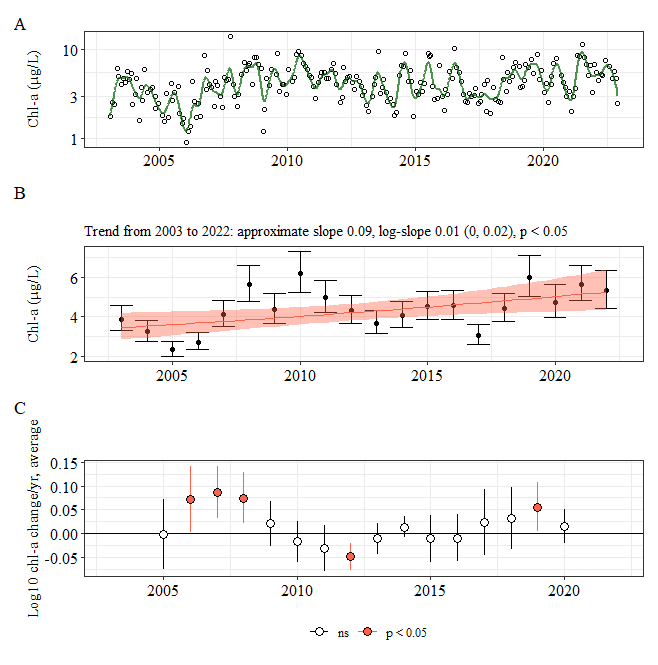 A
Chl-a (μg/L)
10
3
1
2005
2010
2015
2020
B
Trend from 2003 to 2022: approximate slope 0.09, log-slope 0.01 (0, 0.02), p < 0.05
Chl-a (μg/L)
6
4
2
2005
2010
2015
2020
C
Log10 chl-a change/yr, average
0.15
0.10
0.05
0.00
-0.05
2005
2010
2015
2020
ns
p < 0.05